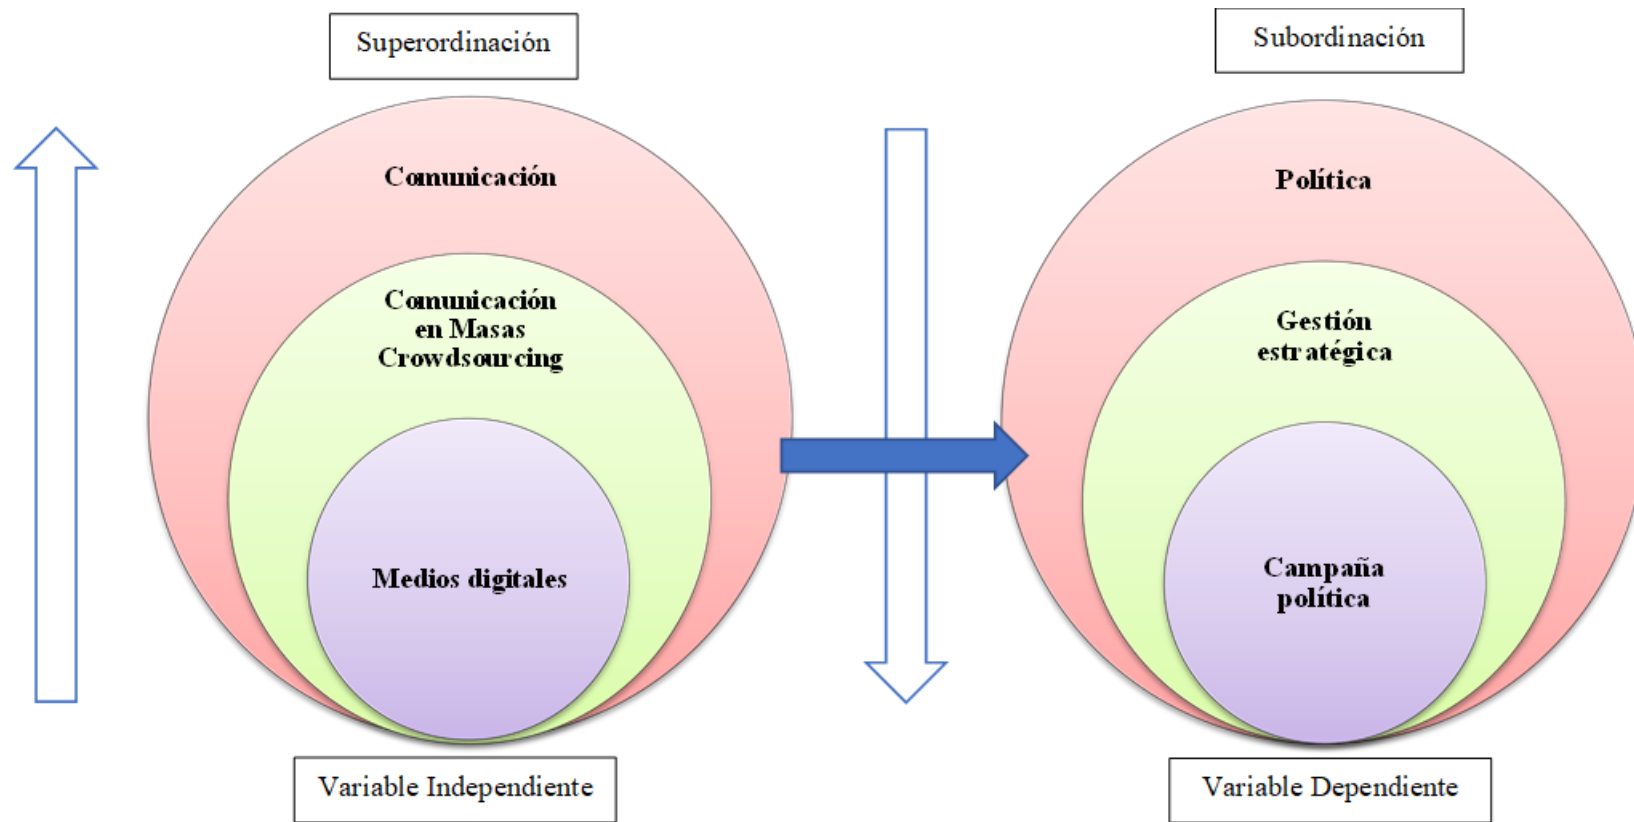 Superordinación
Subordinación
Comunicación
Política
Comunicación
en Masas
Crowdsourcing
Gestión
estratégica
Medios digitales
Campaña
política
Variable Independiente
Variable Dependiente